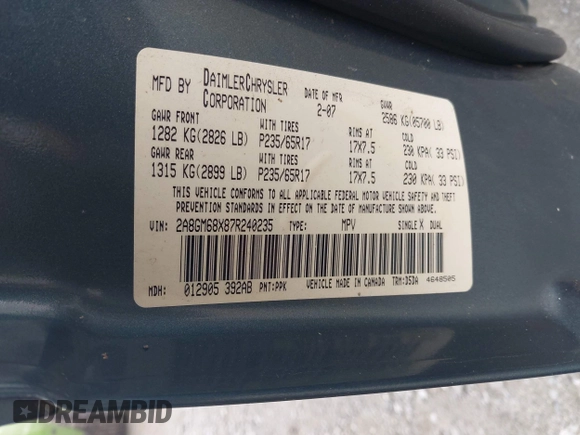 MFD BY DAIMLERCHRYSLER CORPORATION DATE OF MFR 2-07 GVWR 2586 KG(05700 LB)
GAWR FRONT WITH TIRES RIMS AT COLD
1282 KG(2826 LB) P235/65R17 17X7.5 230 KPA( 33 PSI)
GAWR REAR WITH TIRES RIMS AT COLD
1315 KG(2899 LB) P235/65R17 17X7.5 230 KPA( 33 PSI)
THIS VEHICLE CONFORMS TO ALL APPLICABLE FEDERAL MOTOR VEHICLE SAFETY AND THEFT
PREVENTION STANDARDS IN EFFECT ON THE DATE OF MANUFACTURE SHOWN ABOVE.
VIN: 2A8GM68X87R240235 TYPE: MPV SINGLE X DUAL
MDH: 012905 392AB PNT:PPK VEHICLE MADE IN CANADA TRM:D5DA 4648505
DREAMBID